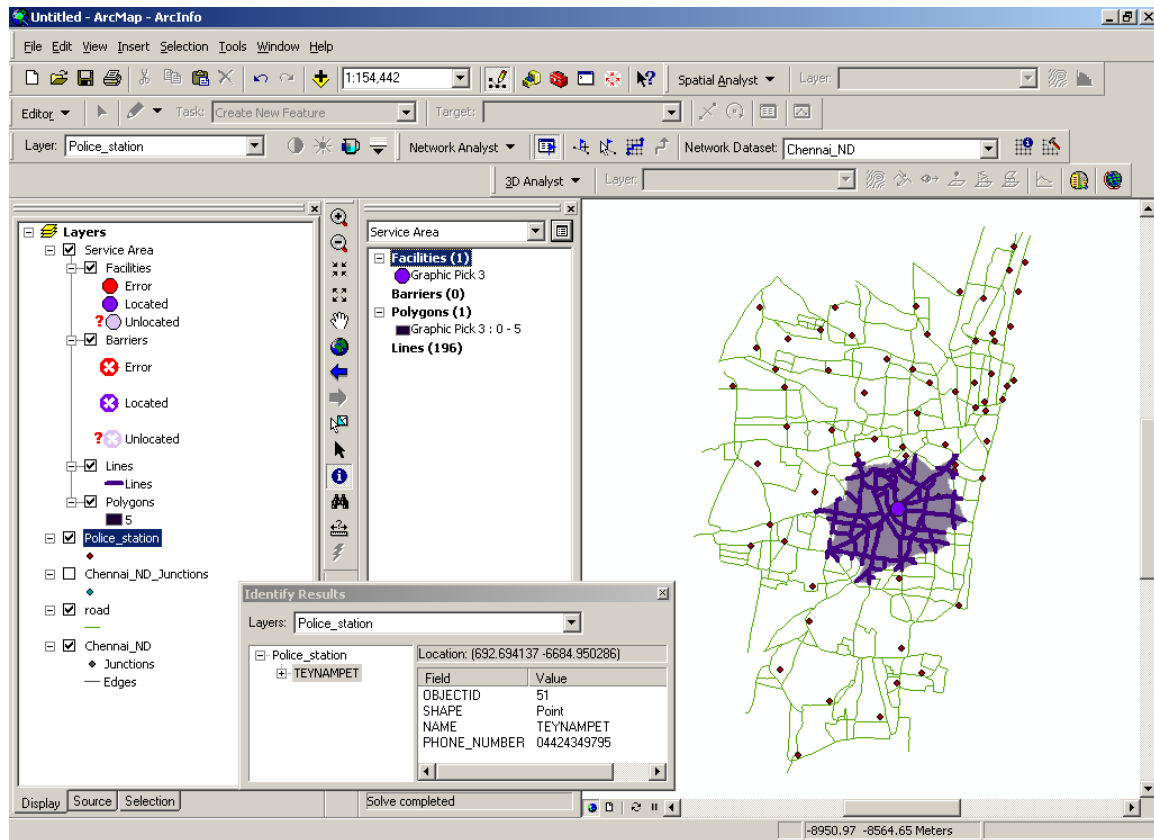 Untitled - ArcMap - ArcInfo
File Edit View Insert Selection Tools Window Help
1:154,442 Spatial Analyst Layer:
Editor Task: Create New Feature Target:
Layer: Police_station Network Analyst Network Dataset: Chennai_ND
3D Analyst Layer:
Layers
Service Area
Facilities
Error
Located
? Unlocated
Barriers
Error
Located
? Unlocated
Lines
Lines
Polygons
5
Police_station
Chennai_ND_Junctions
road
Chennai_ND
Junctions
Edges
Display Source Selection
Service Area
Facilities (1)
Graphic Pick 3
Barriers (0)
Polygons (1)
Graphic Pick 3 : 0 - 5
Lines (196)
Solve completed
Identify Results
Layers: Police_station
Police_station
TEYNAMPET
Location: (692.694137 -6684.950286)
Field Value
OBJECTID 51
SHAPE Point
NAME TEYNAMPET
PHONE_NUMBER 04424349795
-8950.97 -8564.65 Meters